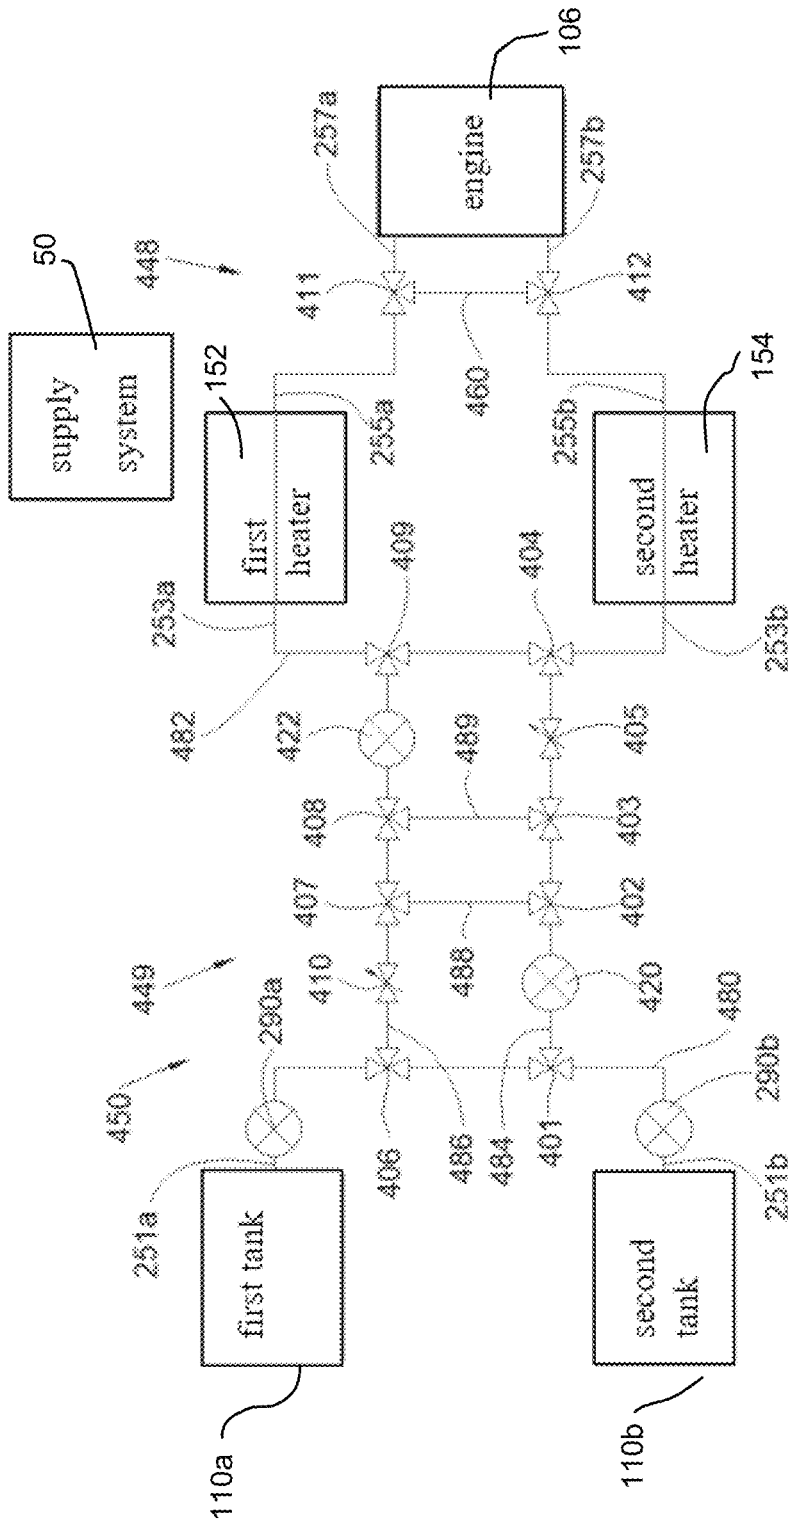 supply
system
50
448
449
450
first
heater
152
253a
255a
482
first tank
110a
251a
290a
406
486
410
407
408
422
409
411
257a
engine
106
460
488
489
484
401
420
402
403
405
404
412
257b
second
tank
110b
251b
290b
480
second
heater
154
253b
255b